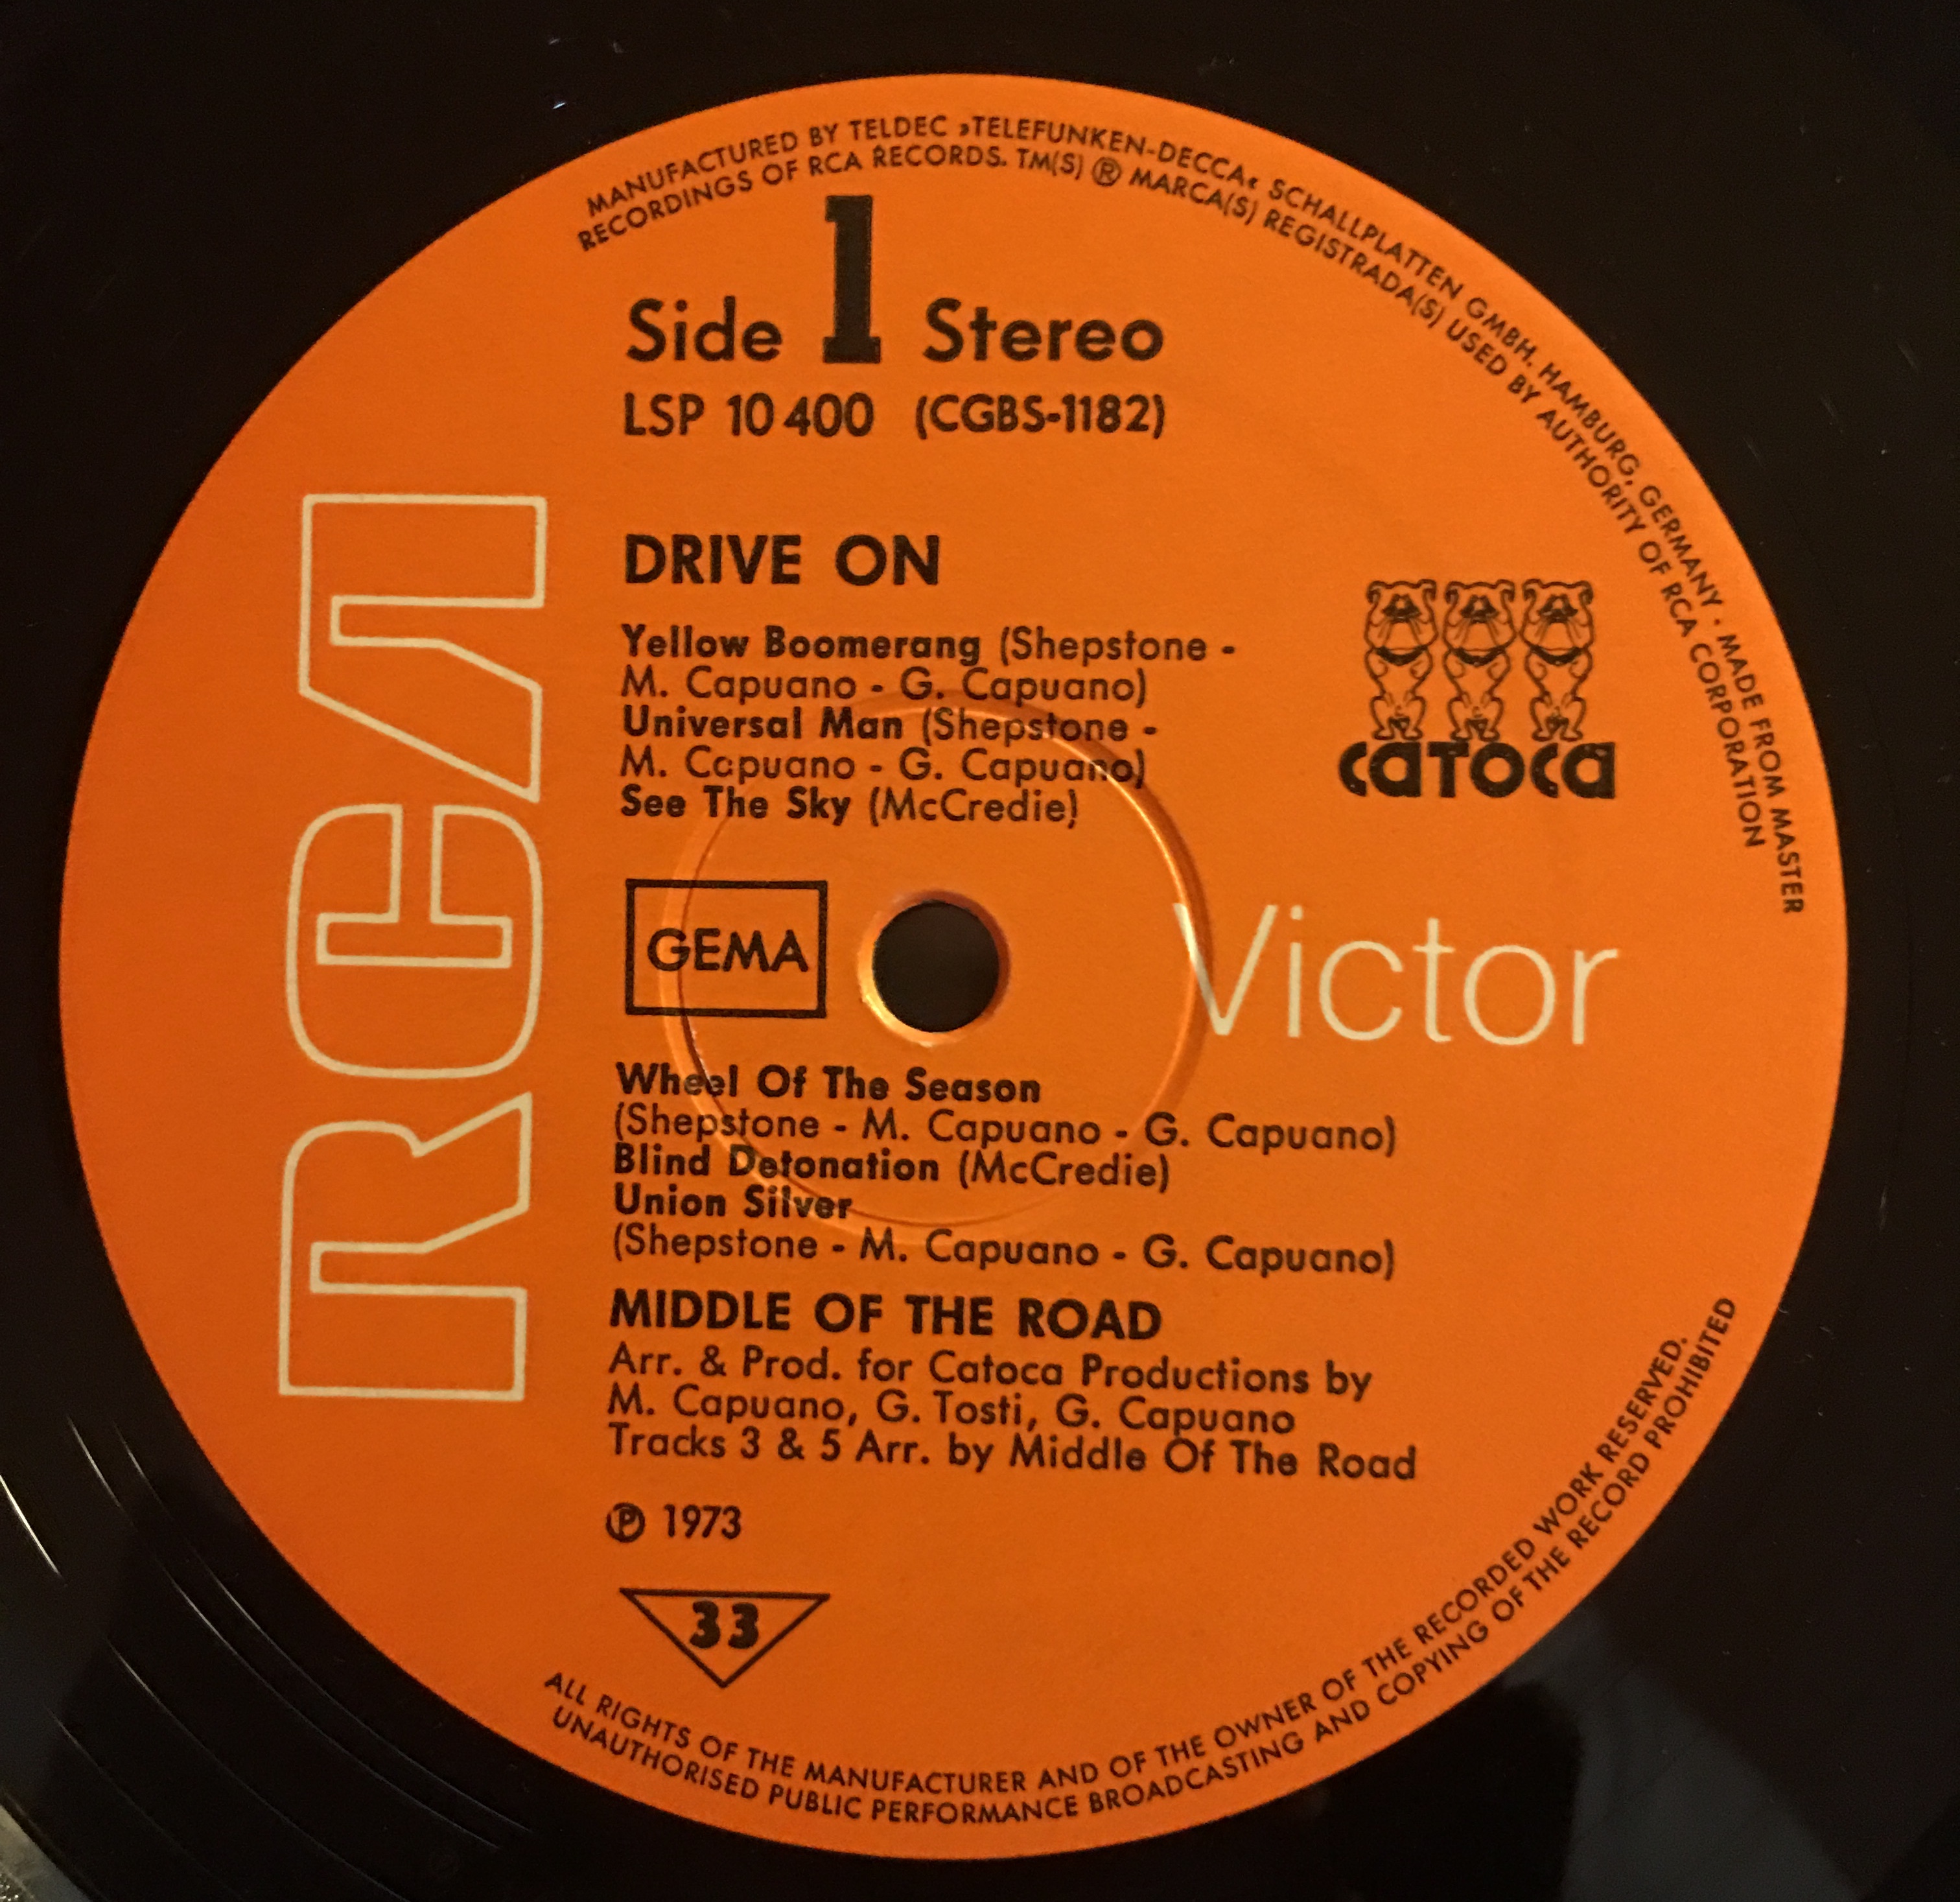 MANUFACTURED BY TELDEC »TELEFUNKEN-DECCA« SCHALLPLATTEN GMBH. HAMBURG, GERMANY · MADE FROM MASTER
RECORDINGS OF RCA RECORDS. TM(S) ® MARCA(S) REGISTRADA(S) USED BY AUTHORITY OF RCA CORPORATION
Side 1 Stereo
LSP 10 400 (CGBS-1182)
RCA
DRIVE ON
Yellow Boomerang (Shepstone -
M. Capuano - G. Capuano)
Universal Man (Shepstone -
M. Capuano - G. Capuano)
See The Sky (McCredie)
CATOCA
GEMA
Victor
Wheel Of The Season
(Shepstone - M. Capuano - G. Capuano)
Blind Detonation (McCredie)
Union Silver
(Shepstone - M. Capuano - G. Capuano)
MIDDLE OF THE ROAD
Arr. & Prod. for Catoca Productions by
M. Capuano, G. Tosti, G. Capuano
Tracks 3 & 5 Arr. by Middle Of The Road
℗ 1973
33
ALL RIGHTS OF THE MANUFACTURER AND OF THE OWNER OF THE RECORDED WORK RESERVED.
UNAUTHORISED PUBLIC PERFORMANCE BROADCASTING AND COPYING OF THE RECORD PROHIBITED